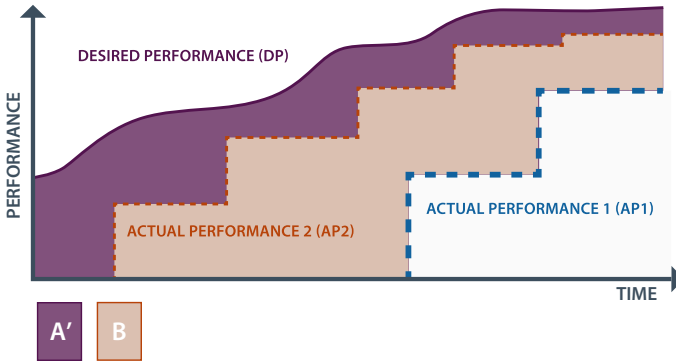 DESIRED PERFORMANCE (DP)
PERFORMANCE
ACTUAL PERFORMANCE 1 (AP1)
ACTUAL PERFORMANCE 2 (AP2)
TIME
A’
B